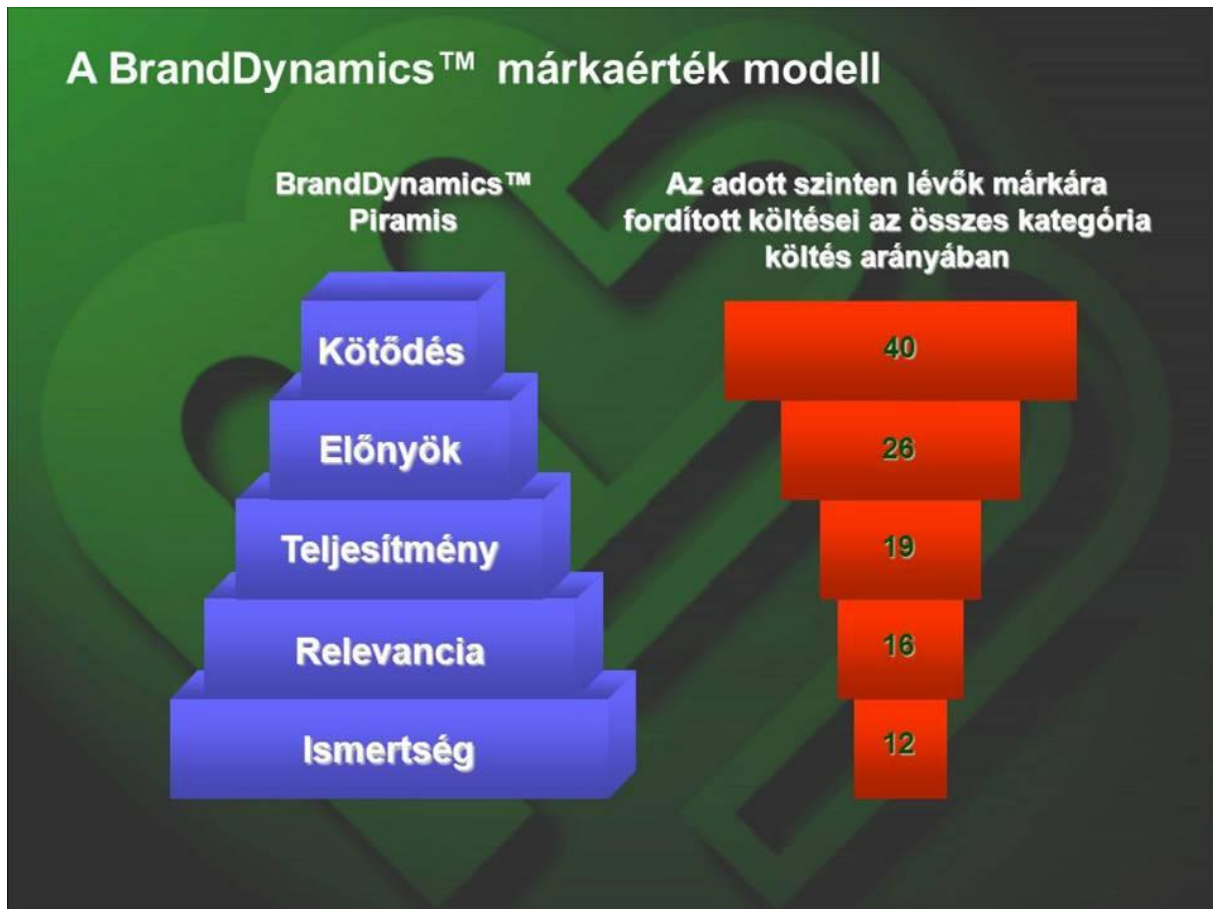 A BrandDynamics™ márkaérték modell
BrandDynamics™
Piramis
Az adott szinten lévők márkára
fordított költései az összes kategória
költés arányában
Kötődés
40
Előnyök
26
Teljesítmény
19
Relevancia
16
Ismertség
12